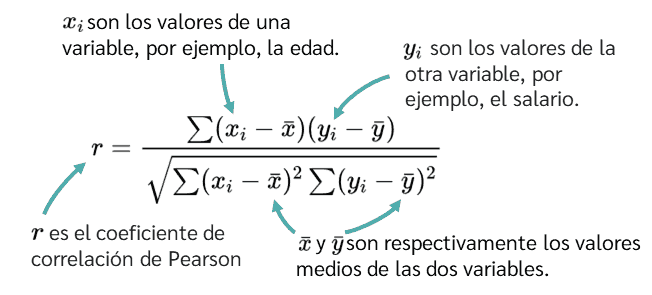 xᵢ son los valores de una
variable, por ejemplo, la edad.
yᵢ son los valores de la
otra variable, por
ejemplo, el salario.
r = ∑(xᵢ − x̄)(yᵢ − ȳ) / √∑(xᵢ − x̄)² ∑(yᵢ − ȳ)²
r es el coeficiente de
correlación de Pearson
x̄ y ȳ son respectivamente los valores
medios de las dos variables.